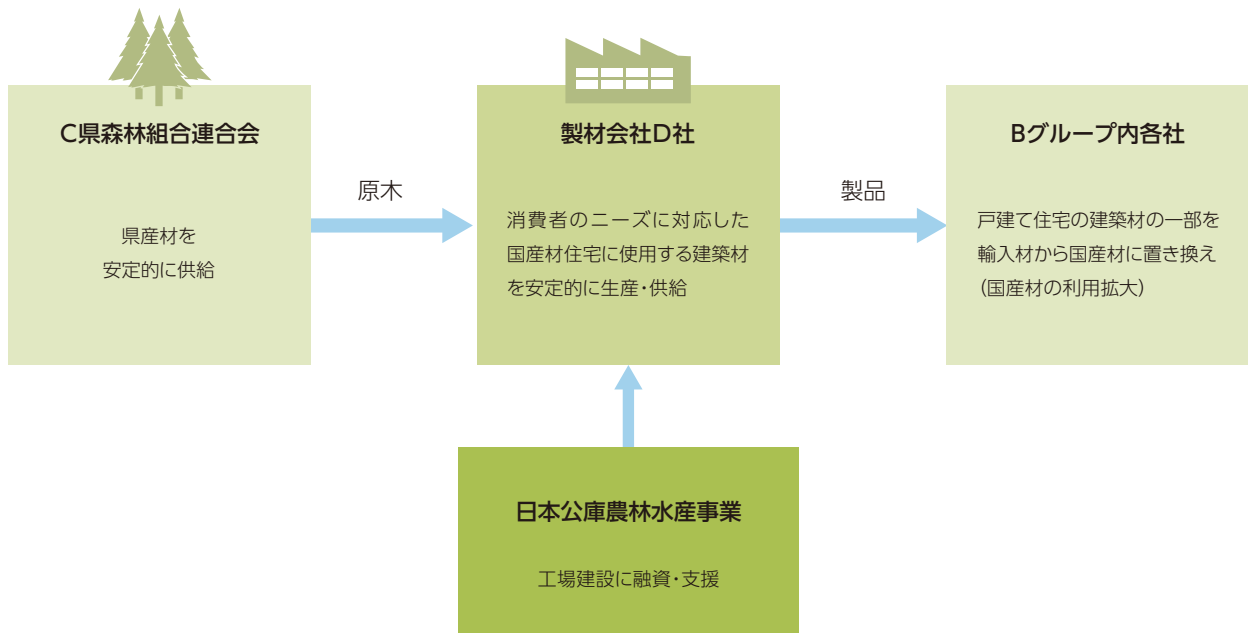 C県森林組合連合会
県産材を
安定的に供給
原木
製材会社D社
消費者のニーズに対応した
国産材住宅に使用する建築材
を安定的に生産・供給
製品
Bグループ内各社
戸建て住宅の建築材の一部を
輸入材から国産材に置き換え
(国産材の利用拡大)
日本公庫農林水産事業
工場建設に融資・支援